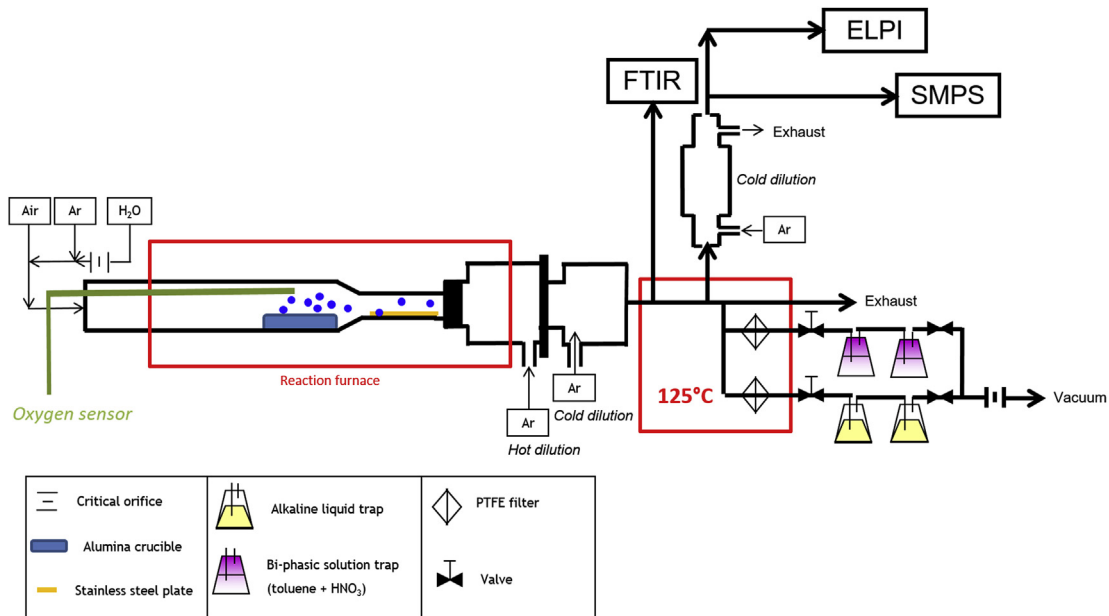 ELPI
FTIR
SMPS
Exhaust
Cold dilution
Air
Ar
H₂O
Ar
Exhaust
Reaction furnace
Oxygen sensor
Ar
Cold dilution
Ar
Hot dilution
125°C
Vacuum
Critical orifice
Alumina crucible
Stainless steel plate
Alkaline liquid trap
Bi-phasic solution trap
(toluene + HNO₃)
PTFE filter
Valve